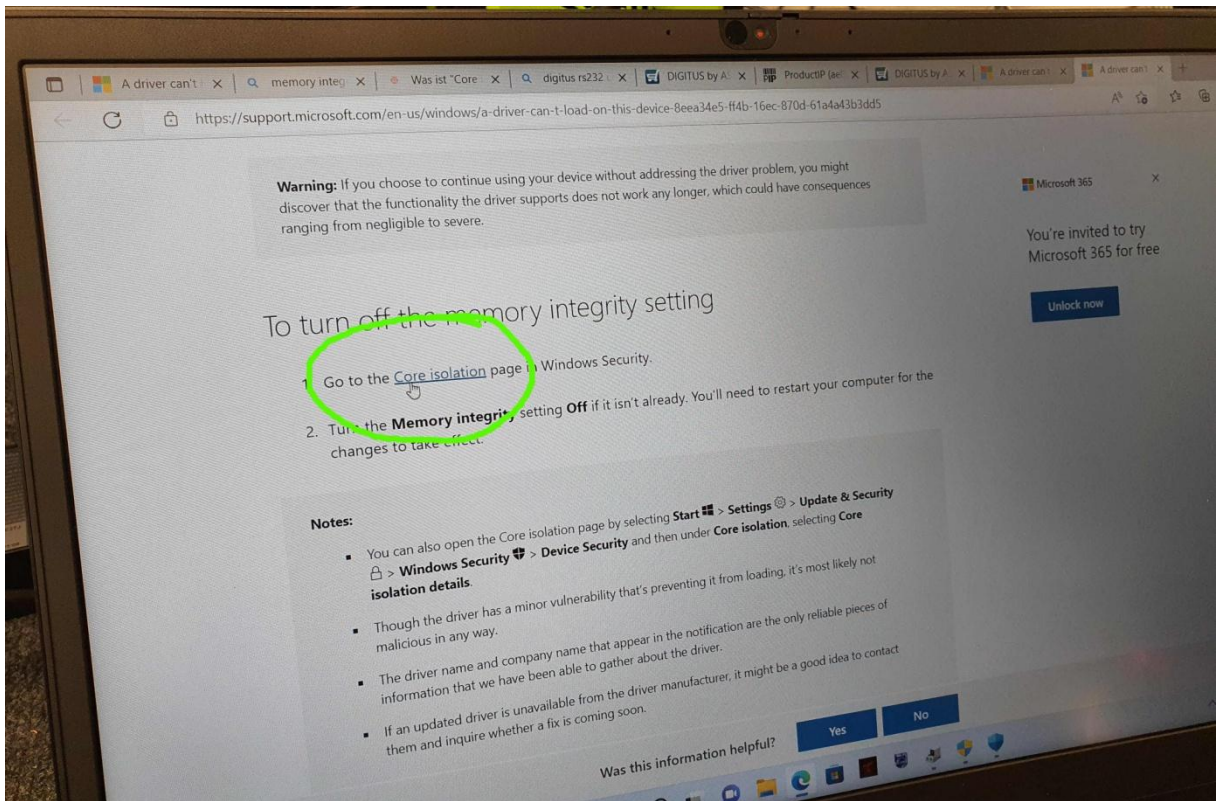 A driver can't
memory integ
Was ist "Core
digitus rs232
DIGITUS by A
ProductIP (ae
DIGITUS by A
A driver can't
A driver can't
https://support.microsoft.com/en-us/windows/a-driver-can-t-load-on-this-device-8eea34e5-ff4b-16ec-870d-61a4a43b3dd5
Warning: If you choose to continue using your device without addressing the driver problem, you might
discover that the functionality the driver supports does not work any longer, which could have consequences
ranging from negligible to severe.
Microsoft 365
You're invited to try
Microsoft 365 for free
Unlock now
To turn off the memory integrity setting
1. Go to the Core isolation page in Windows Security.
2. Turn the Memory integrity setting Off if it isn't already. You'll need to restart your computer for the
changes to take effect.
Notes:
▪ You can also open the Core isolation page by selecting Start > Settings > Update & Security
> Windows Security > Device Security and then under Core isolation, selecting Core
isolation details.
▪ Though the driver has a minor vulnerability that's preventing it from loading, it's most likely not
malicious in any way.
▪ The driver name and company name that appear in the notification are the only reliable pieces of
information that we have been able to gather about the driver.
▪ If an updated driver is unavailable from the driver manufacturer, it might be a good idea to contact
them and inquire whether a fix is coming soon.
Was this information helpful?
Yes
No